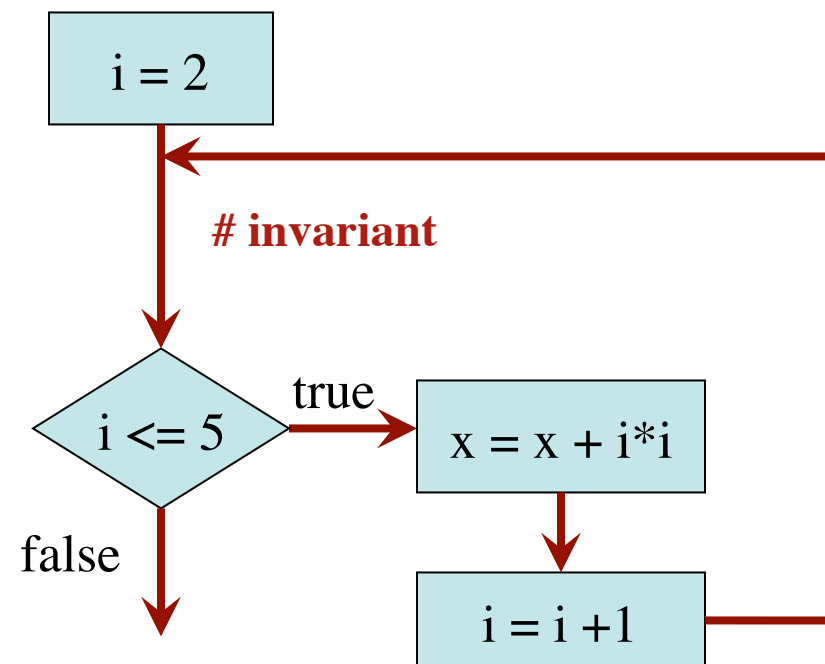 i = 2
# invariant
i <= 5
true
x = x + i*i
false
i = i +1